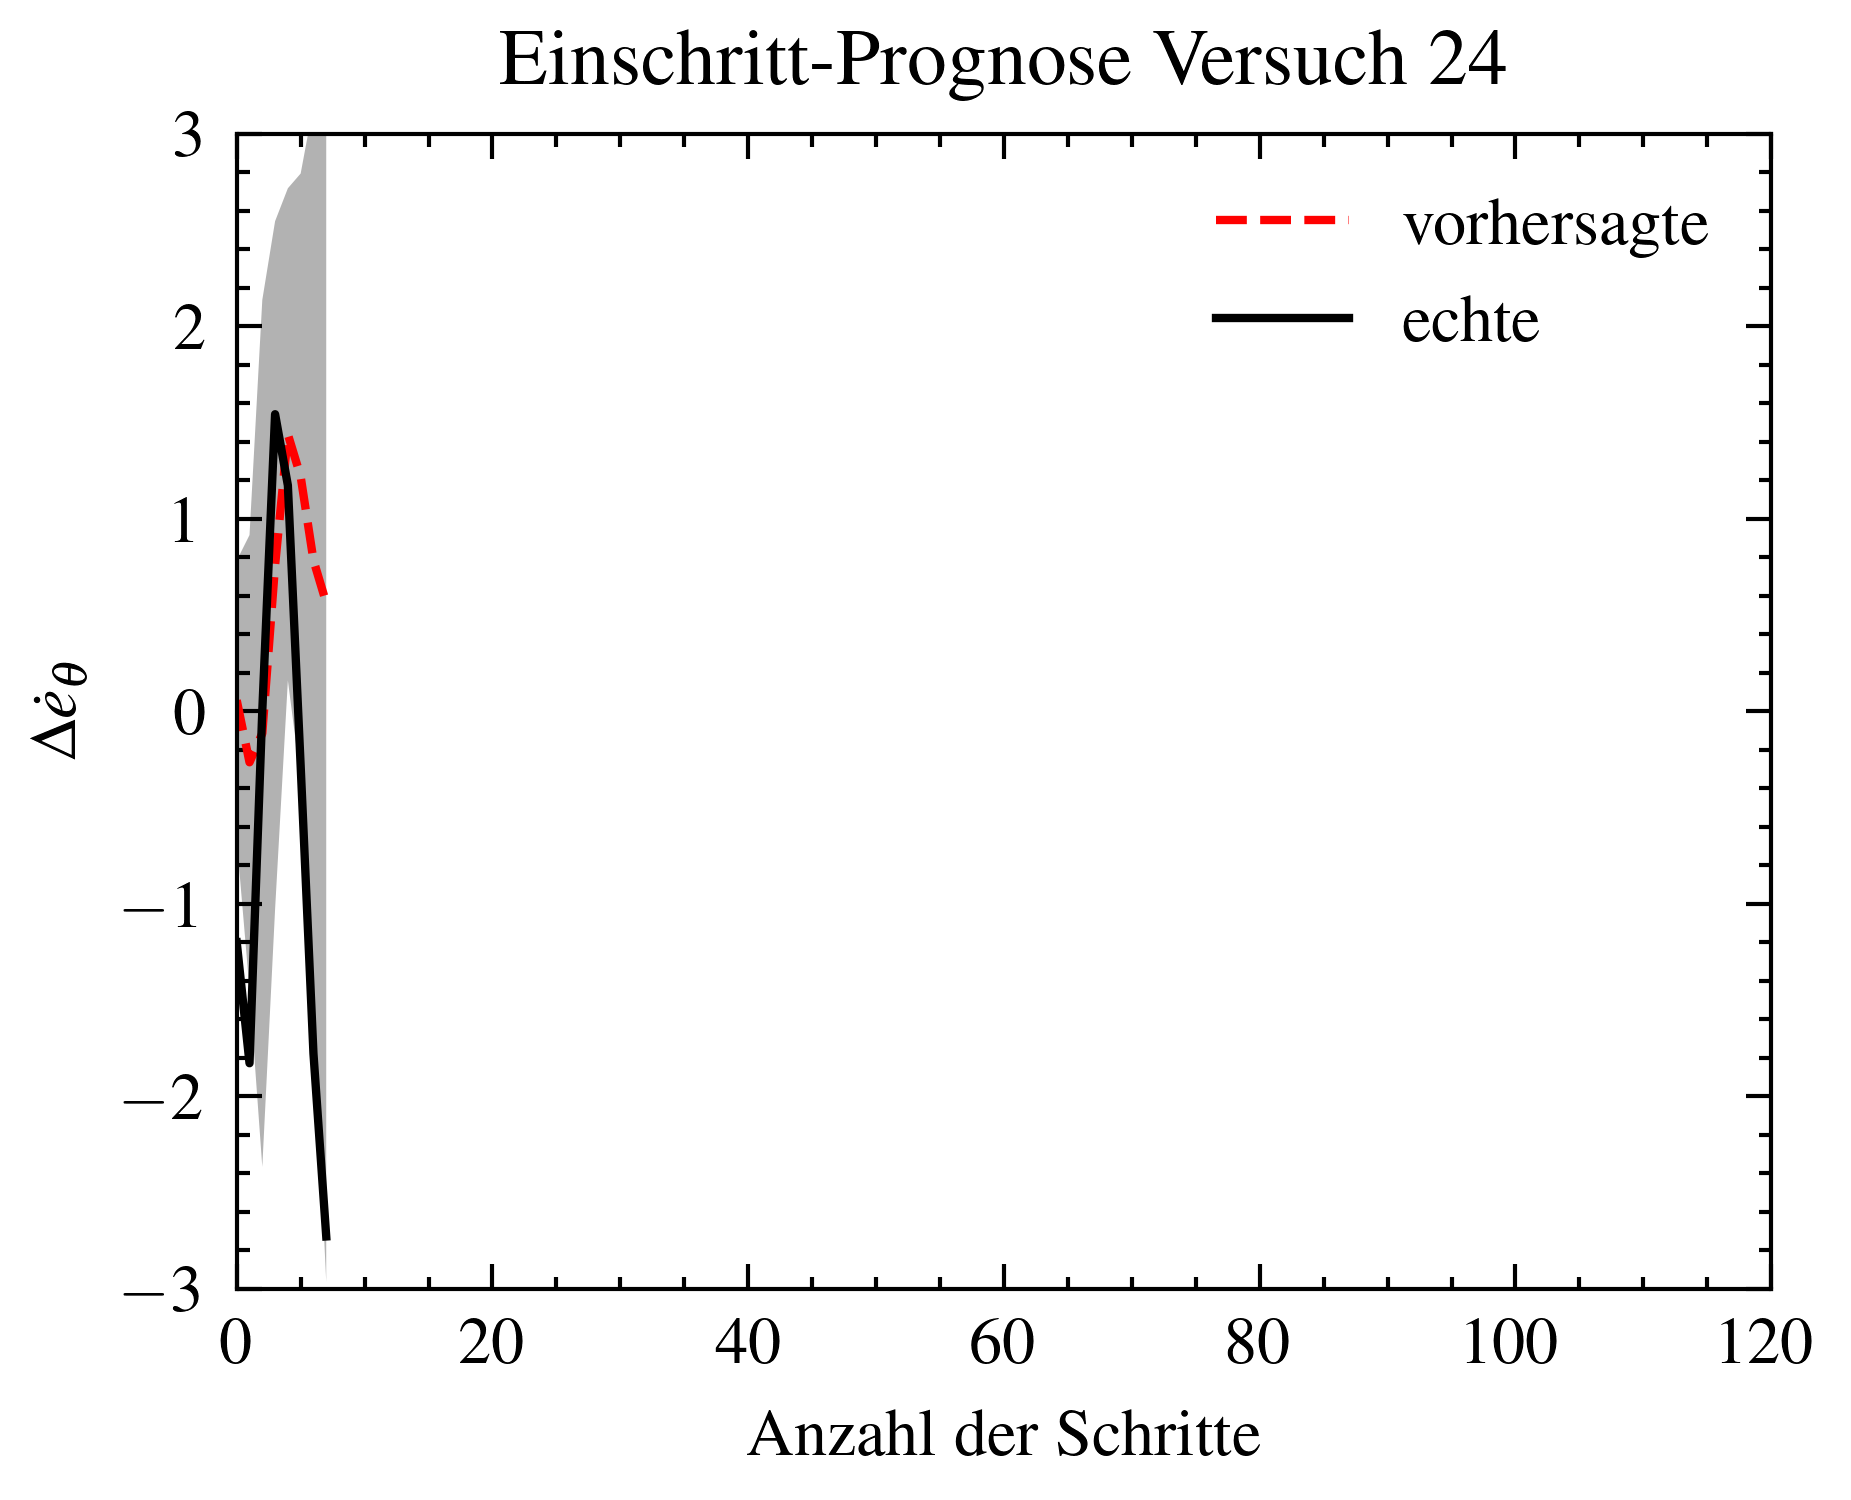 Einschritt-Prognose Versuch 24
3
2
1
0
−1
−2
−3
Δėθ
vorhersagte
echte
0 20 40 60 80 100 120
Anzahl der Schritte